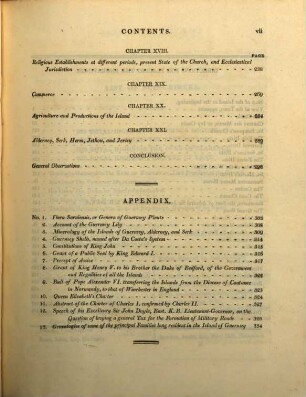 CONTENTS. vii
CHAPTER XVIII.
PAGE
Religious Establishments at different periods, present State of the Church, and Ecclesiastical
Jurisdiction
CHAPTER XIX.
Commerce
CHAPTER XX.
Agriculture and Productions of the Island
CHAPTER XXI.
Alderney, Serk, Herm, Jethou, and Jersey
CONCLUSION.
General Observations
APPENDIX.
No. 1. Flora Sarniensis, or Genera of Guernsey Plants
2. Account of the Guernsey Lily
3. Mineralogy of the Islands of Guernsey, Alderney, and Serk
4. Guernsey Shells, named after Da Costa's System
5. Constitutions of King John
6. Grant of a Public Seal by King Edward I.
7. Precept of Assise
8. Grant of King Henry V. to his Brother the Duke of Bedford, of the Government
and Royalties of all the Islands
9. Bull of Pope Alexander VI. transferring the Islands from the Diocese of Coutance
in Normandy, to that of Winchester in England
10. Queen Elizabeth's Charter
11. Abstract of the Charter of Charles I. confirmed by Charles II.
12. Speech of his Excellency Sir John Doyle, Bart. K. B. Lieutenant-Governor, on the
Question of laying a general Tax for the Formation of Military Roads
13. Genealogies of some of the principal Families long resident in the Island of Guernsey